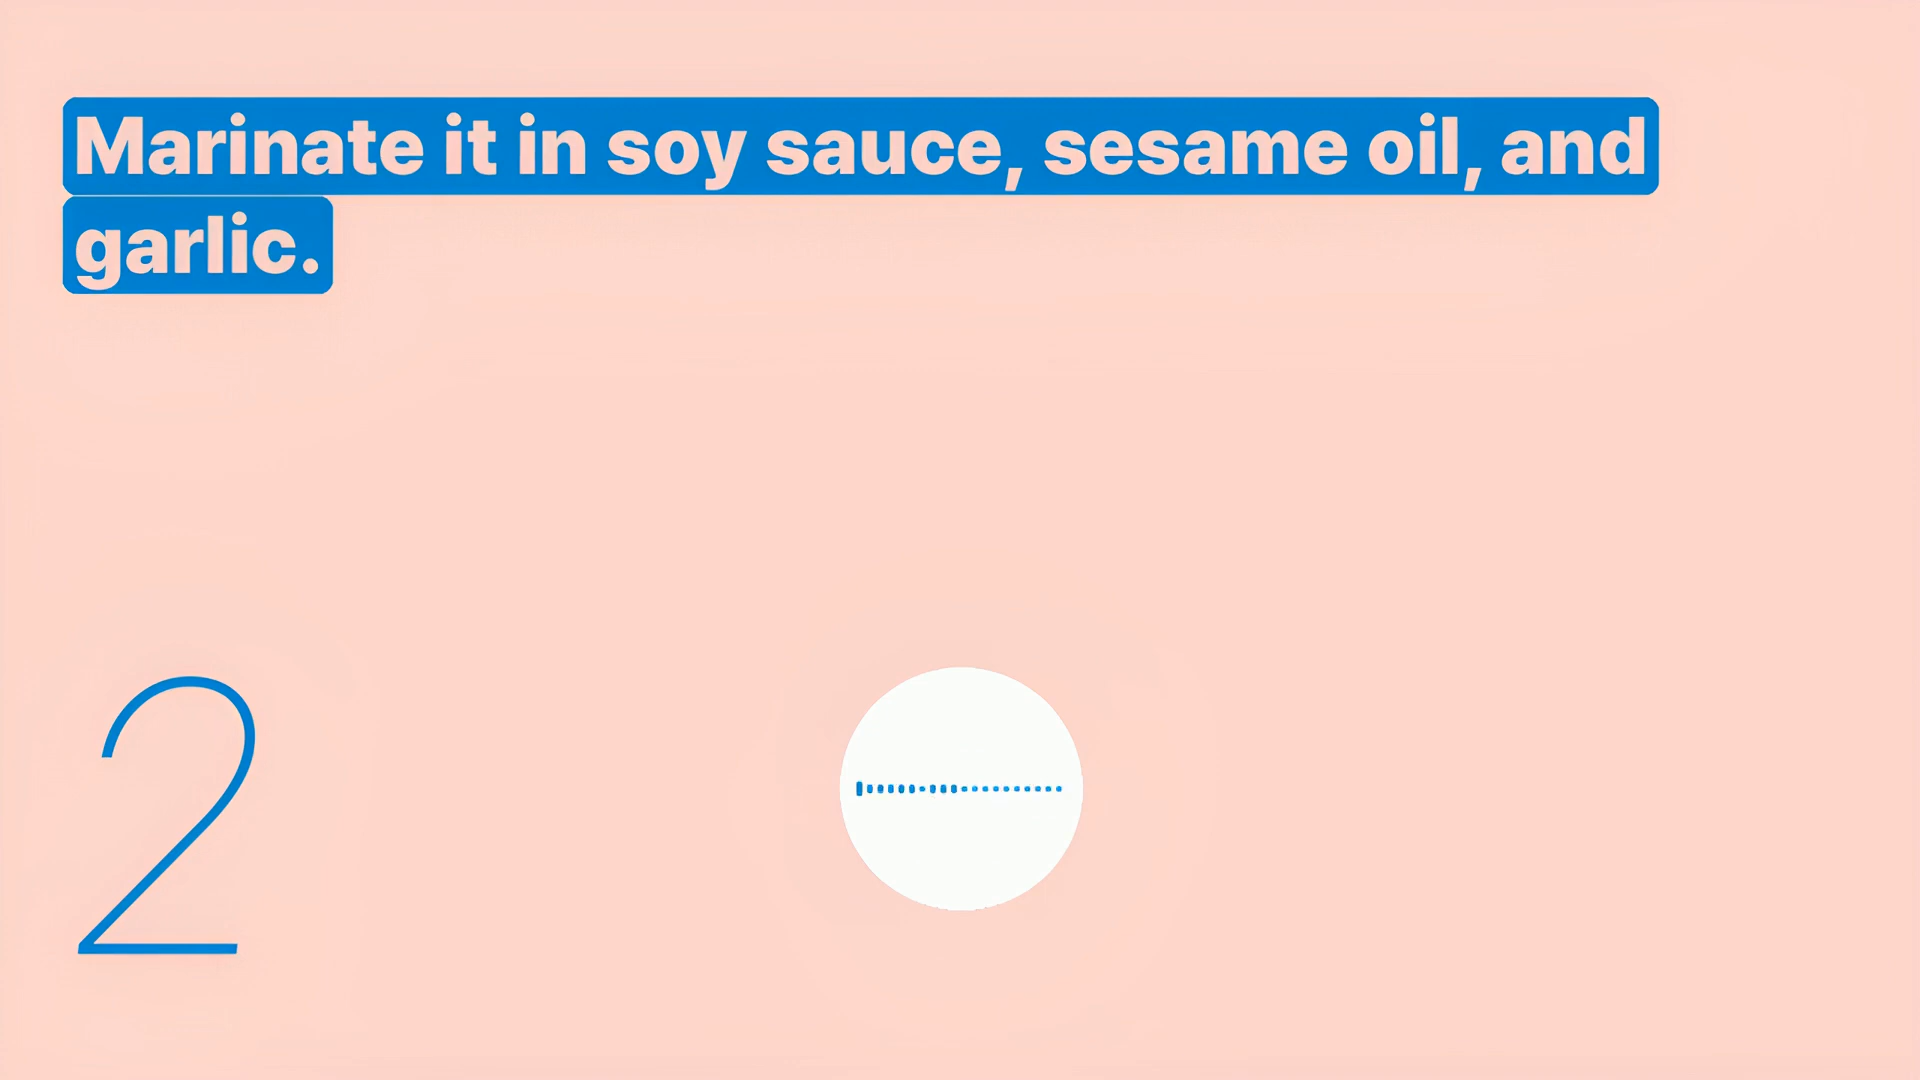 Marinate it in soy sauce, sesame oil, and
garlic.
2